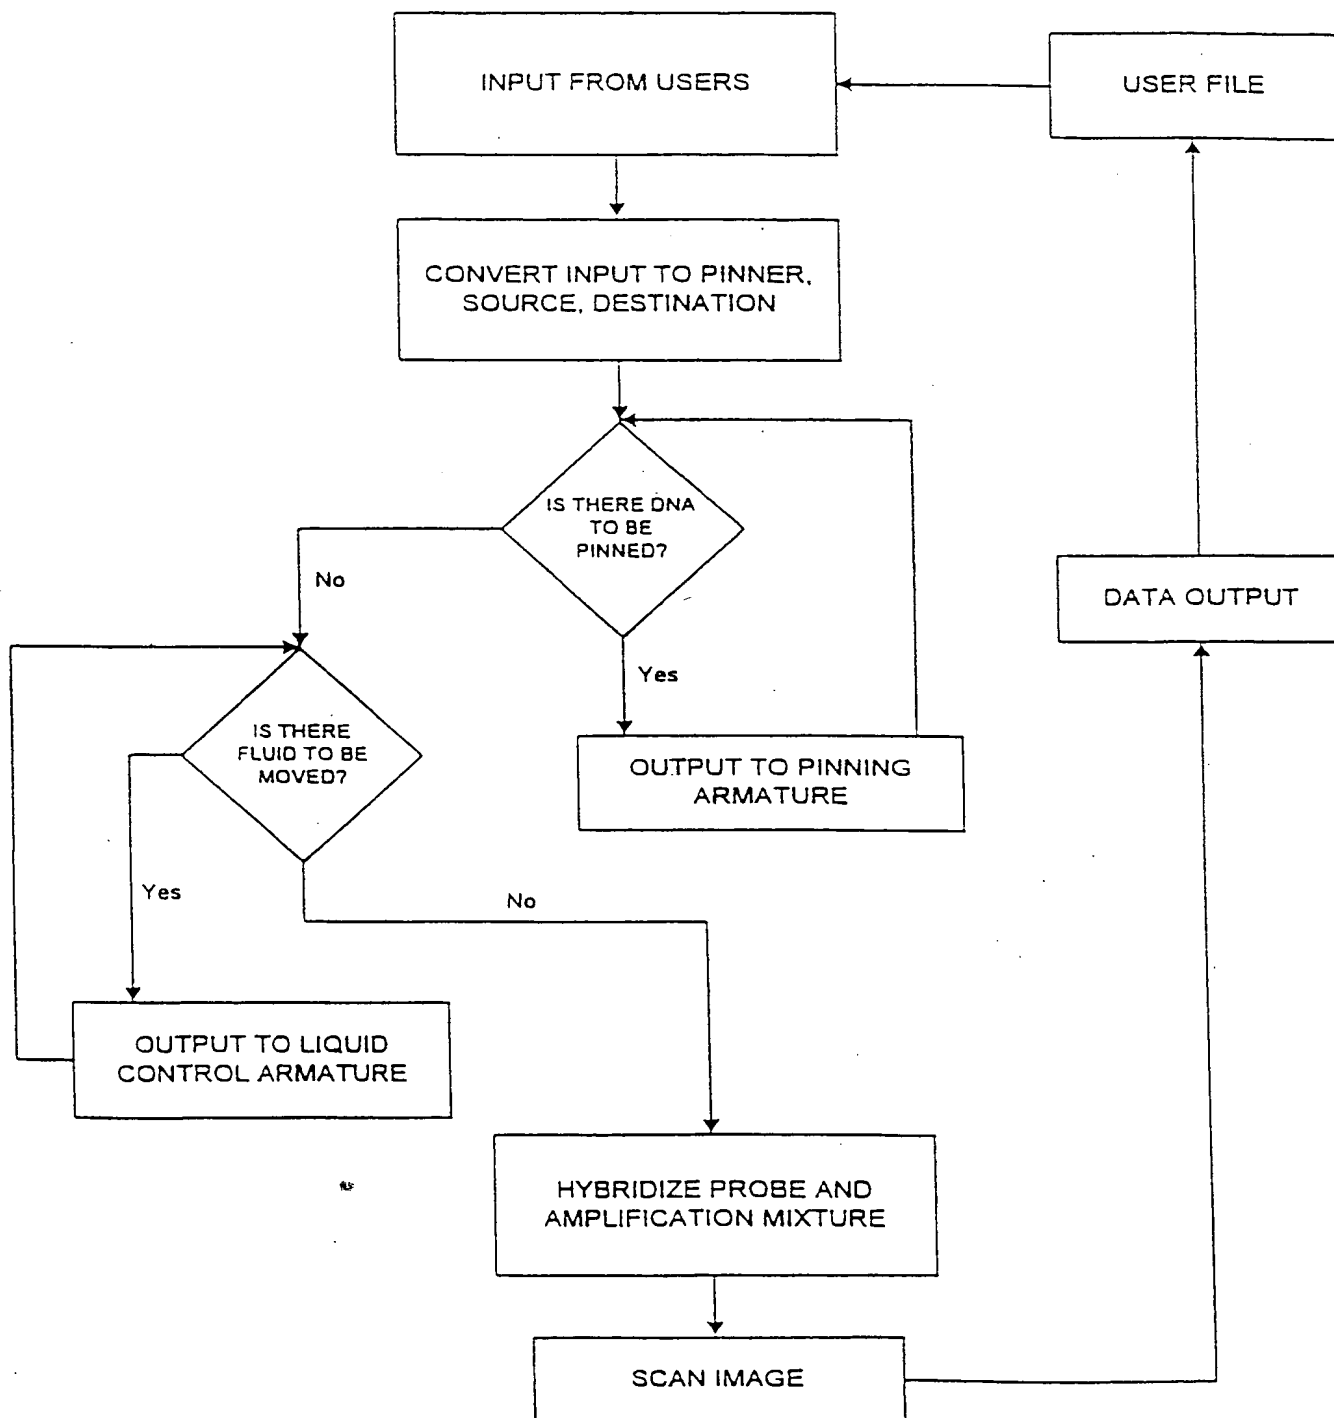 INPUT FROM USERS
USER FILE
CONVERT INPUT TO PINNER,
SOURCE, DESTINATION
IS THERE DNA
TO BE
PINNED?
No
Yes
DATA OUTPUT
IS THERE
FLUID TO BE
MOVED?
OUTPUT TO PINNING
ARMATURE
Yes
No
OUTPUT TO LIQUID
CONTROL ARMATURE
HYBRIDIZE PROBE AND
AMPLIFICATION MIXTURE
SCAN IMAGE